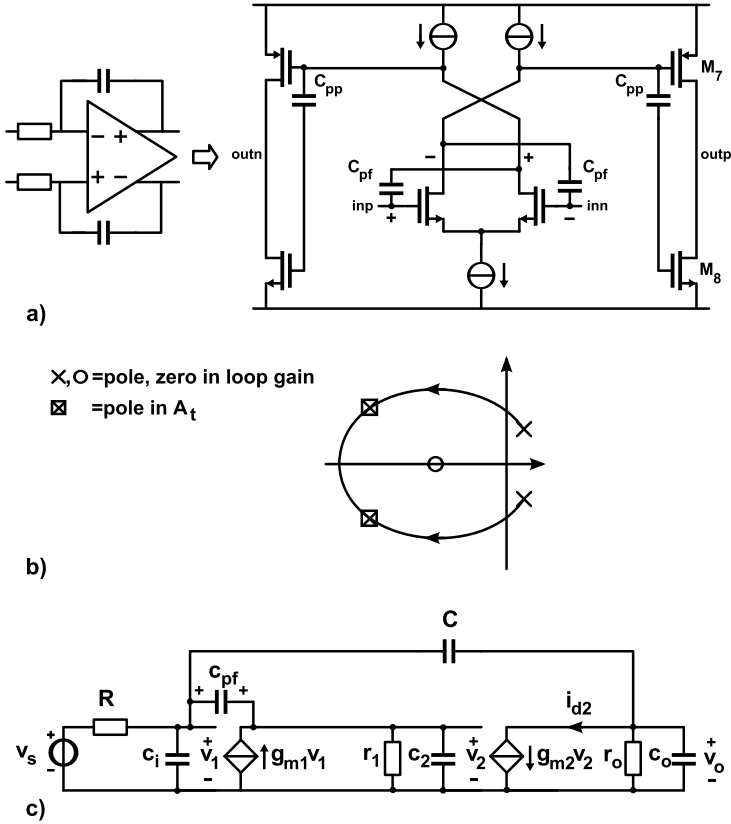 a)
− +
+ −
outn
C_pp
C_pp
M_7
outp
− +
C_pf
C_pf
inp
+
inn
−
M_8
b)
×,○=pole, zero in loop gain
⊠ =pole in A_t
c)
C
c_pf
+ +
R
i_d2
+
v_s
−
c_i
+
v_1
−
g_m1v_1
r_1
c_2
+
v_2
−
g_m2v_2
r_o
c_o
+
v_o
−